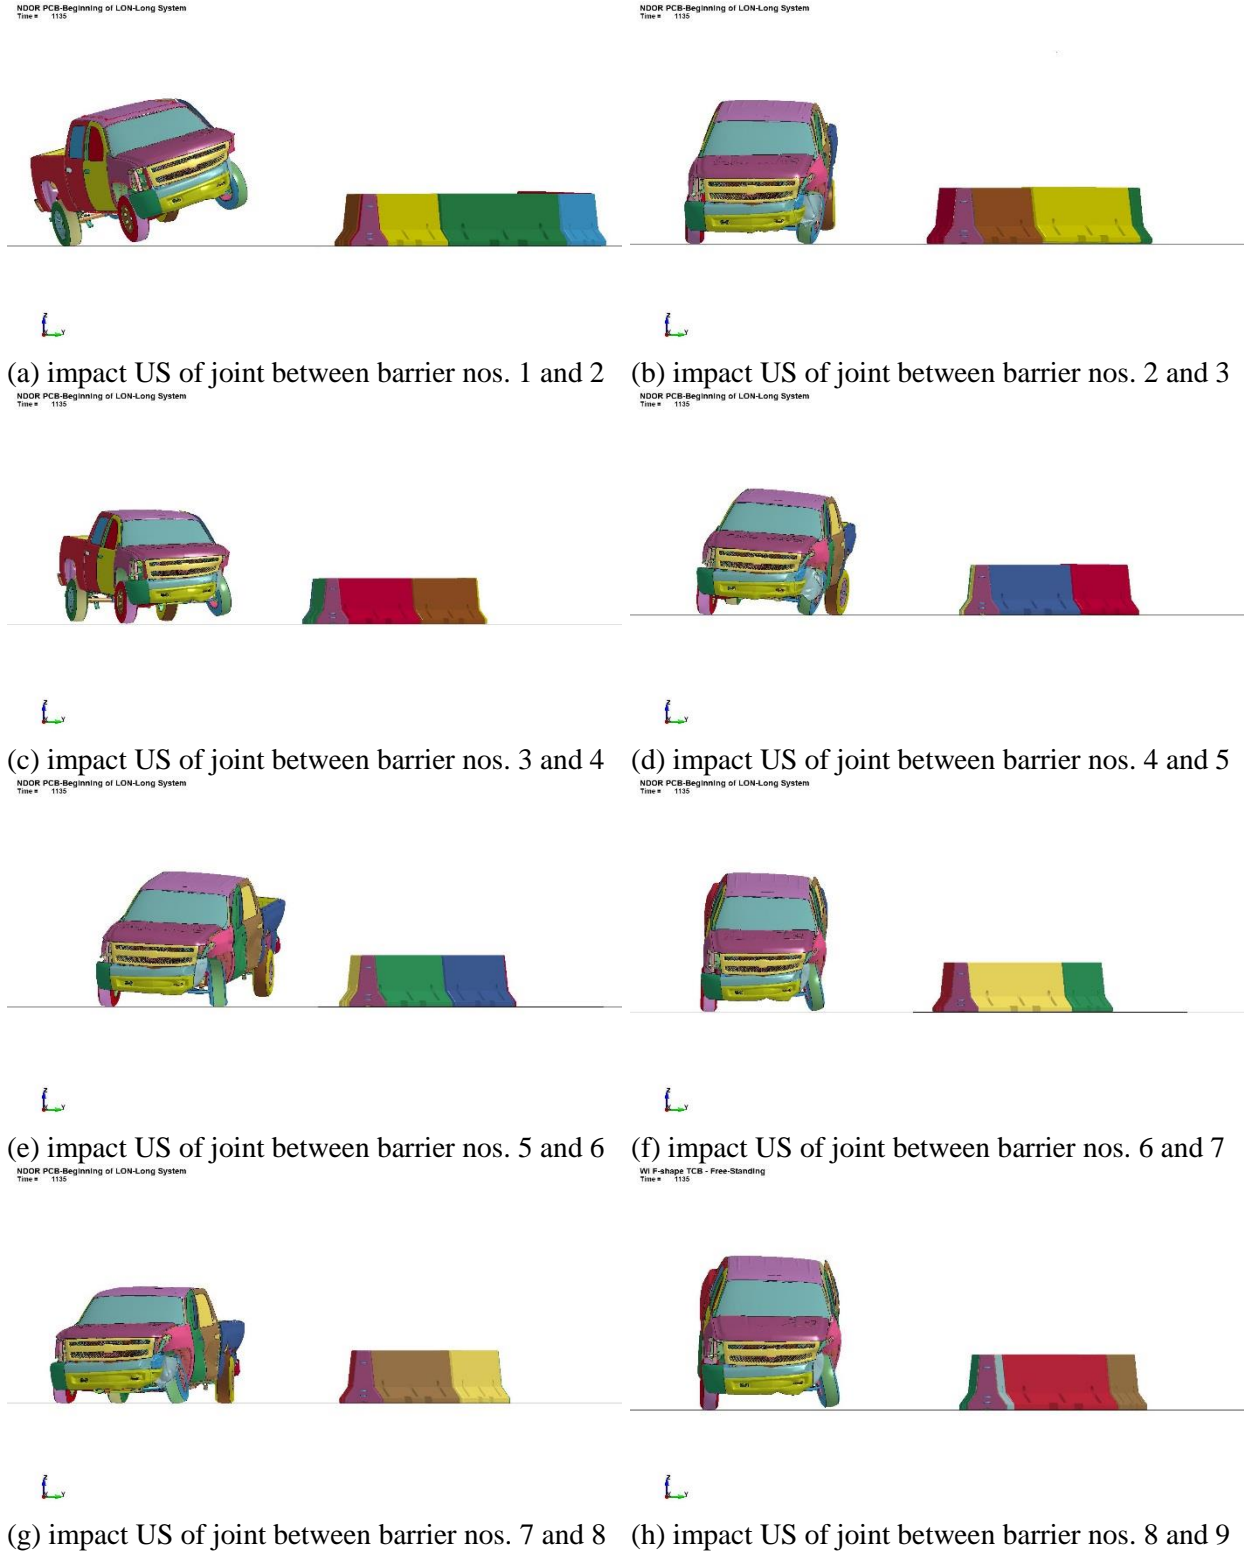 NDOR PCB-Beginning of LON-Long System
Time = 1135
NDOR PCB-Beginning of LON-Long System
Time = 1135
Z
Y
Z
Y
(a) impact US of joint between barrier nos. 1 and 2
(b) impact US of joint between barrier nos. 2 and 3
NDOR PCB-Beginning of LON-Long System
Time = 1135
NDOR PCB-Beginning of LON-Long System
Time = 1135
Z
Y
Z
Y
(c) impact US of joint between barrier nos. 3 and 4
(d) impact US of joint between barrier nos. 4 and 5
NDOR PCB-Beginning of LON-Long System
Time = 1135
NDOR PCB-Beginning of LON-Long System
Time = 1135
Z
Y
Z
Y
(e) impact US of joint between barrier nos. 5 and 6
(f) impact US of joint between barrier nos. 6 and 7
NDOR PCB-Beginning of LON-Long System
Time = 1135
WI F-shape TCB - Free-Standing
Time = 1135
Z
Y
Z
Y
(g) impact US of joint between barrier nos. 7 and 8
(h) impact US of joint between barrier nos. 8 and 9